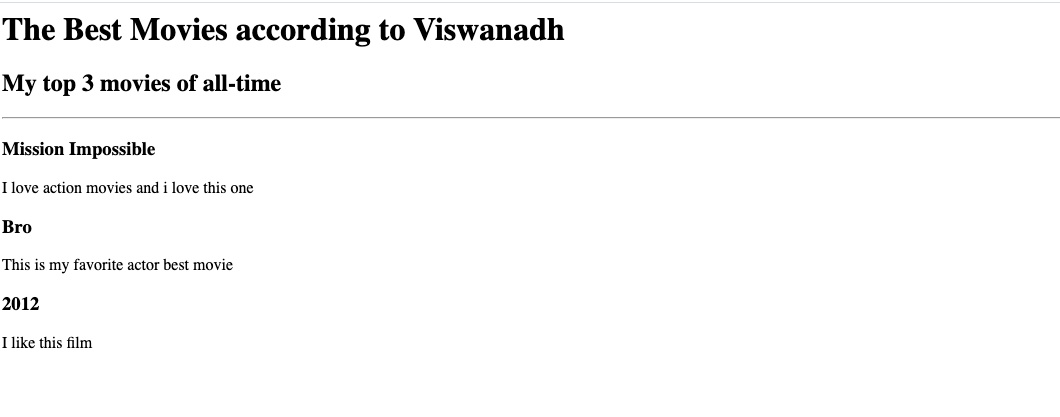 The Best Movies according to Viswanadh
My top 3 movies of all-time
Mission Impossible
I love action movies and i love this one
Bro
This is my favorite actor best movie
2012
I like this film